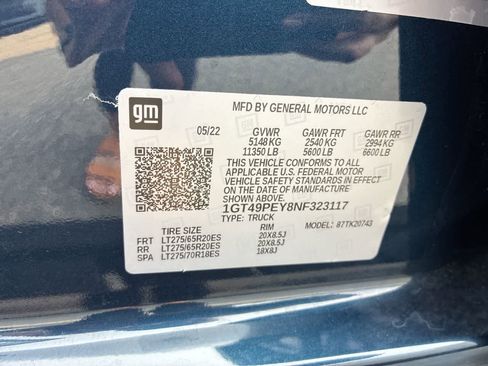 gm
MFD BY GENERAL MOTORS LLC
05/22 GVWR GAWR FRT GAWR RR
5148 KG 2540 KG 2994 KG
11350 LB 5600 LB 6600 LB
THIS VEHICLE CONFORMS TO ALL
APPLICABLE U.S. FEDERAL MOTOR
VEHICLE SAFETY STANDARDS IN EFFECT
ON THE DATE OF MANUFACTURE
SHOWN ABOVE.
1GT49PEY8NF323117
TYPE: TRUCK MODEL: 87TK20743
TIRE SIZE RIM
FRT LT275/65R20ES 20X8.5J
RR LT275/65R20ES 20X8.5J
SPA LT275/70R18ES 18X8J